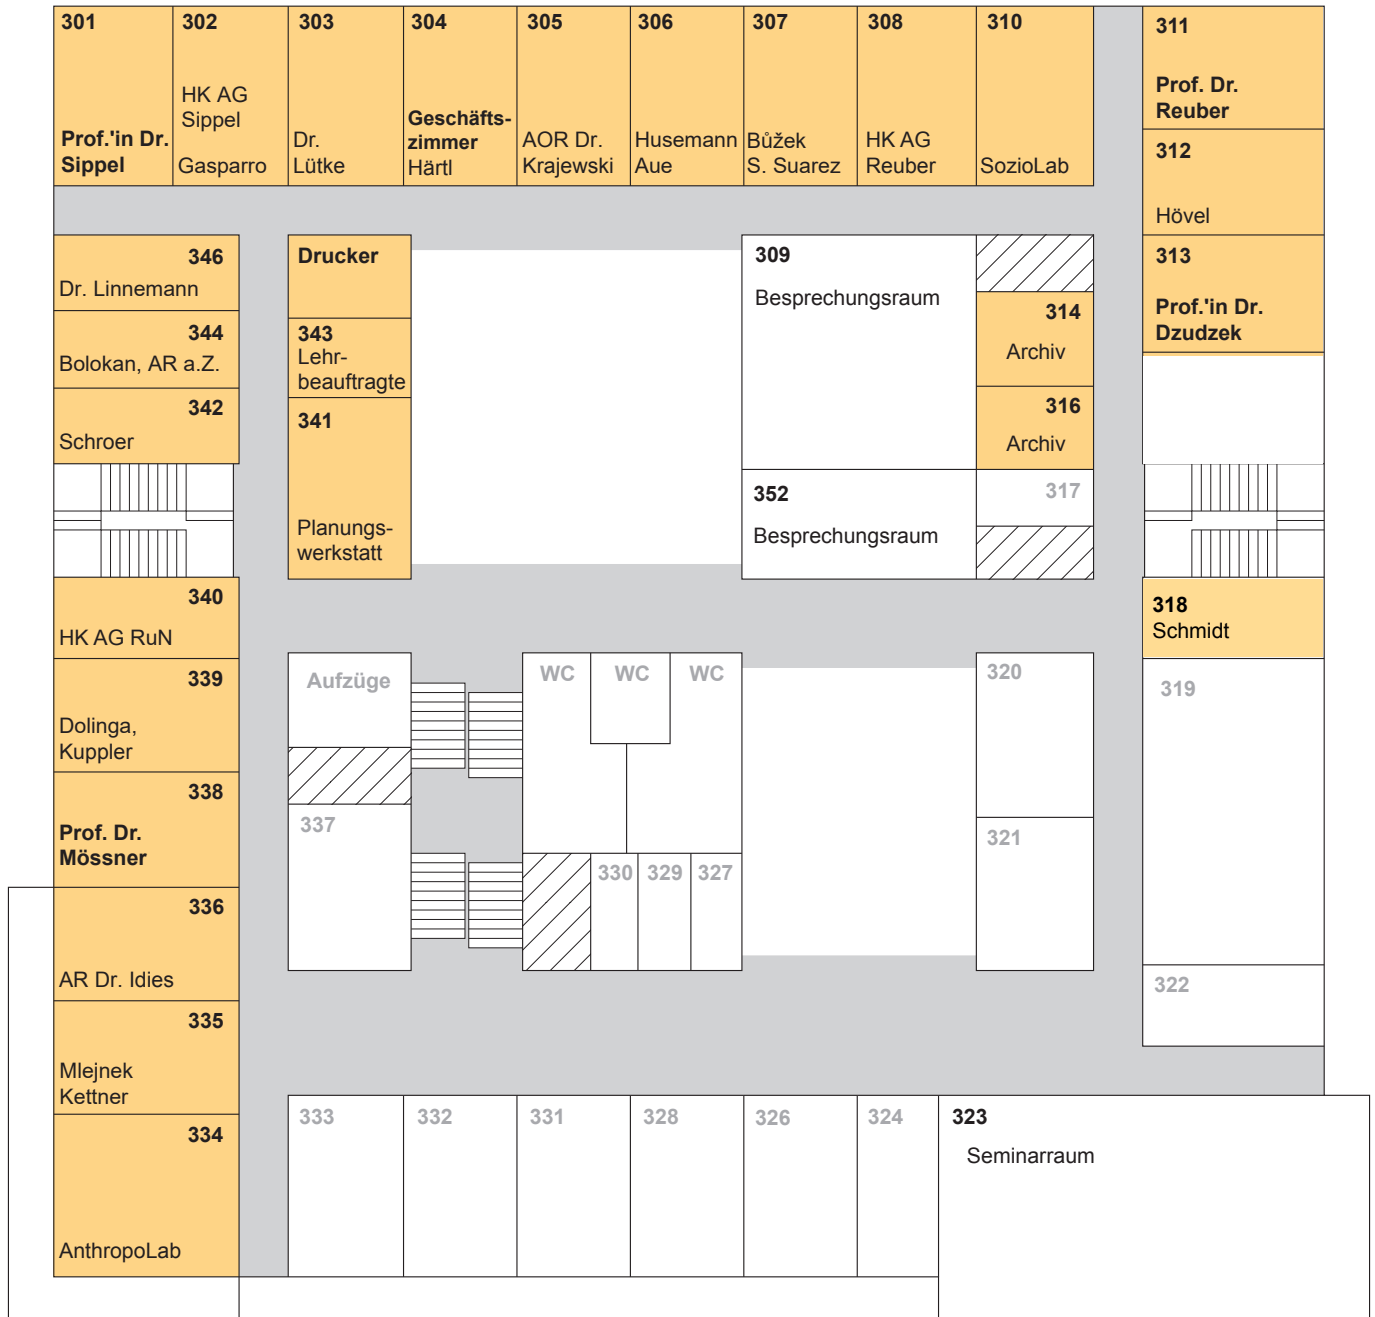 301
Prof.'in Dr.
Sippel
302
HK AG
Sippel
Gasparro
303
Dr.
Lütke
304
Geschäfts-
zimmer
Härtl
305
AOR Dr.
Krajewski
306
Husemann
Aue
307
Bůžek
S. Suarez
308
HK AG
Reuber
310
SozioLab
311
Prof. Dr.
Reuber
312
Hövel
313
Prof.'in Dr.
Dzudzek
346
Dr. Linnemann
344
Bolokan, AR a.Z.
342
Schroer
Drucker
343
Lehr-
beauftragte
341
Planungs-
werkstatt
309
Besprechungsraum
314
Archiv
316
Archiv
352
Besprechungsraum
317
340
HK AG RuN
318
Schmidt
339
Dolinga,
Kuppler
Aufzüge
WC
WC
WC
320
319
338
Prof. Dr.
Mössner
337
330
329
327
321
336
AR Dr. Idies
322
335
Mlejnek
Kettner
334
AnthropoLab
333
332
331
328
326
324
323
Seminarraum